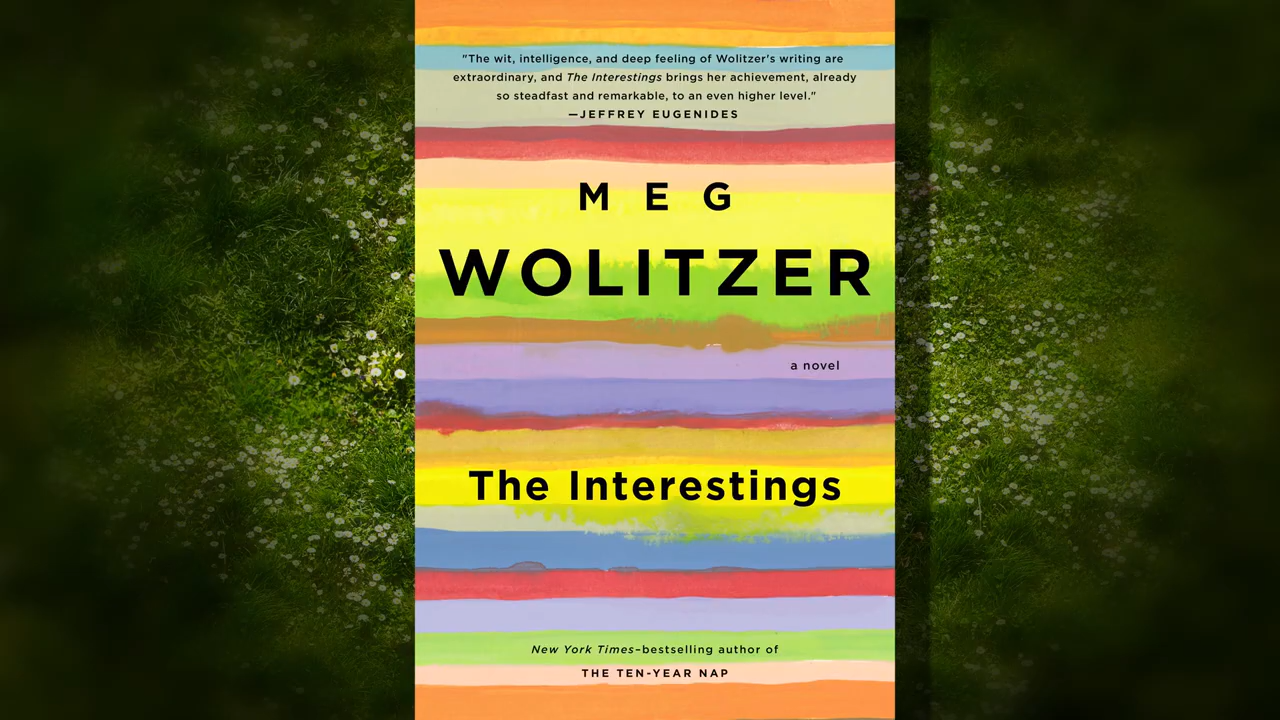 "The wit, intelligence, and deep feeling of Wolitzer's writing are
extraordinary, and The Interestings brings her achievement, already
so steadfast and remarkable, to an even higher level."
—JEFFREY EUGENIDES
MEG
WOLITZER
a novel
The Interestings
New York Times–bestselling author of
THE TEN-YEAR NAP